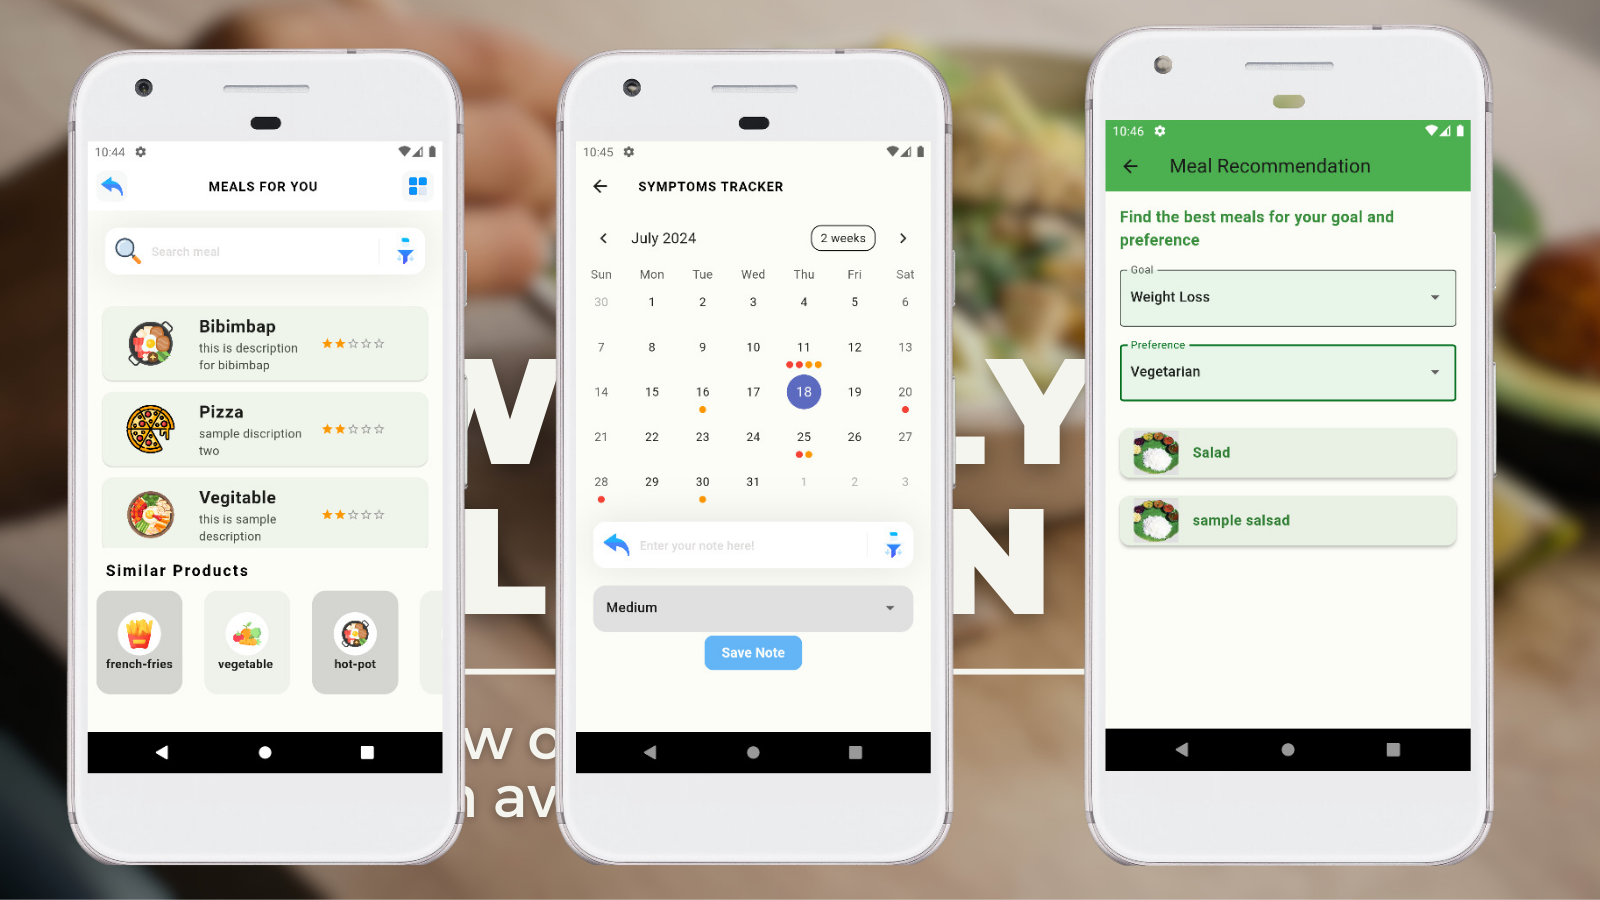 10:44
MEALS FOR YOU
Search meal
Bibimbap
this is description
for bibimbap
Pizza
sample discription
two
Vegitable
this is sample
description
Similar Products
french-fries
vegetable
hot-pot
10:45
SYMPTOMS TRACKER
July 2024
2 weeks
Sun Mon Tue Wed Thu Fri Sat
30 1 2 3 4 5 6
7 8 9 10 11 12 13
14 15 16 17 18 19 20
21 22 23 24 25 26 27
28 29 30 31 1 2 3
Enter your note here!
Medium
Save Note
10:46
Meal Recommendation
Find the best meals for your goal and
preference
Goal
Weight Loss
Preference
Vegetarian
Salad
sample salsad